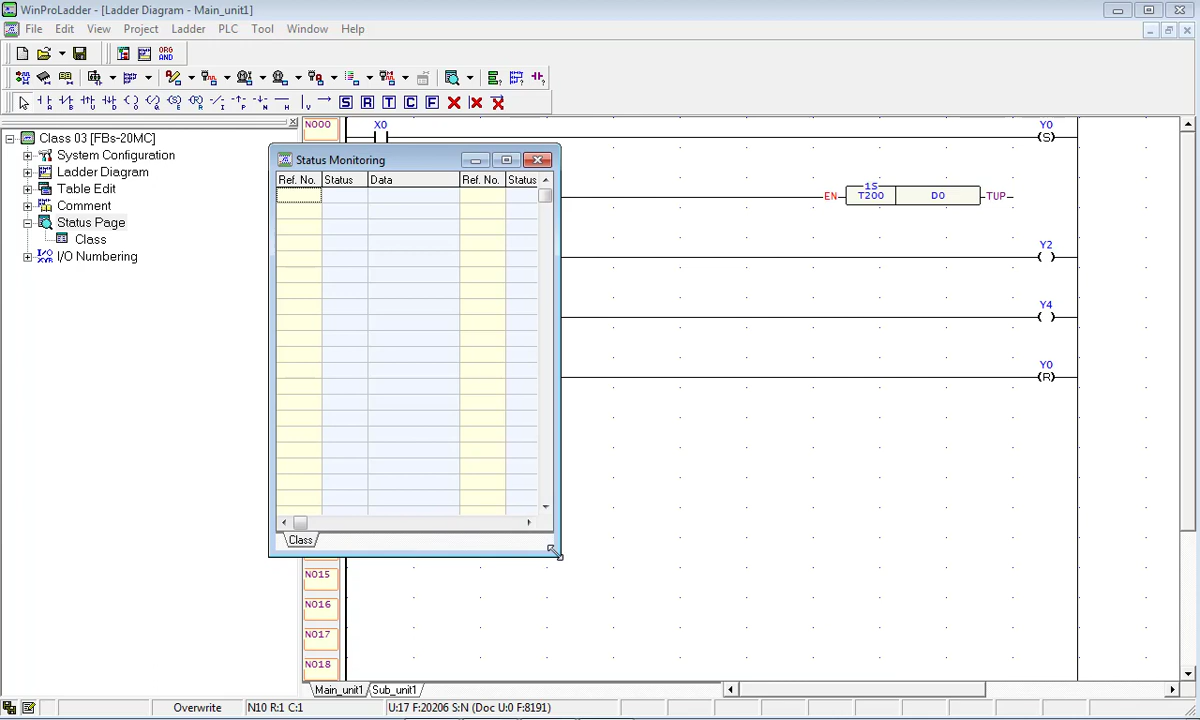 WinProLadder - [Ladder Diagram - Main_unit1]
File Edit View Project Ladder Tool PLC Tool Window Help
ORG
AND
A B U D O Q S R I P N H V S R T C F
Class 03 [FBs-20MC]
System Configuration
Ladder Diagram
Table Edit
Comment
Status Page
Class
I/O Numbering
N000
X0
Y0
(S)
Status Monitoring
Ref. No. Status Data Ref. No. Status
Class
EN
1S
T200
D0
TUP
Y2
Y4
Y0
(R)
N015
N016
N017
N018
Main_unit1 Sub_unit1
Overwrite N10 R:1 C:1 U:17 F:20206 S:N (Doc U:0 F:8191)